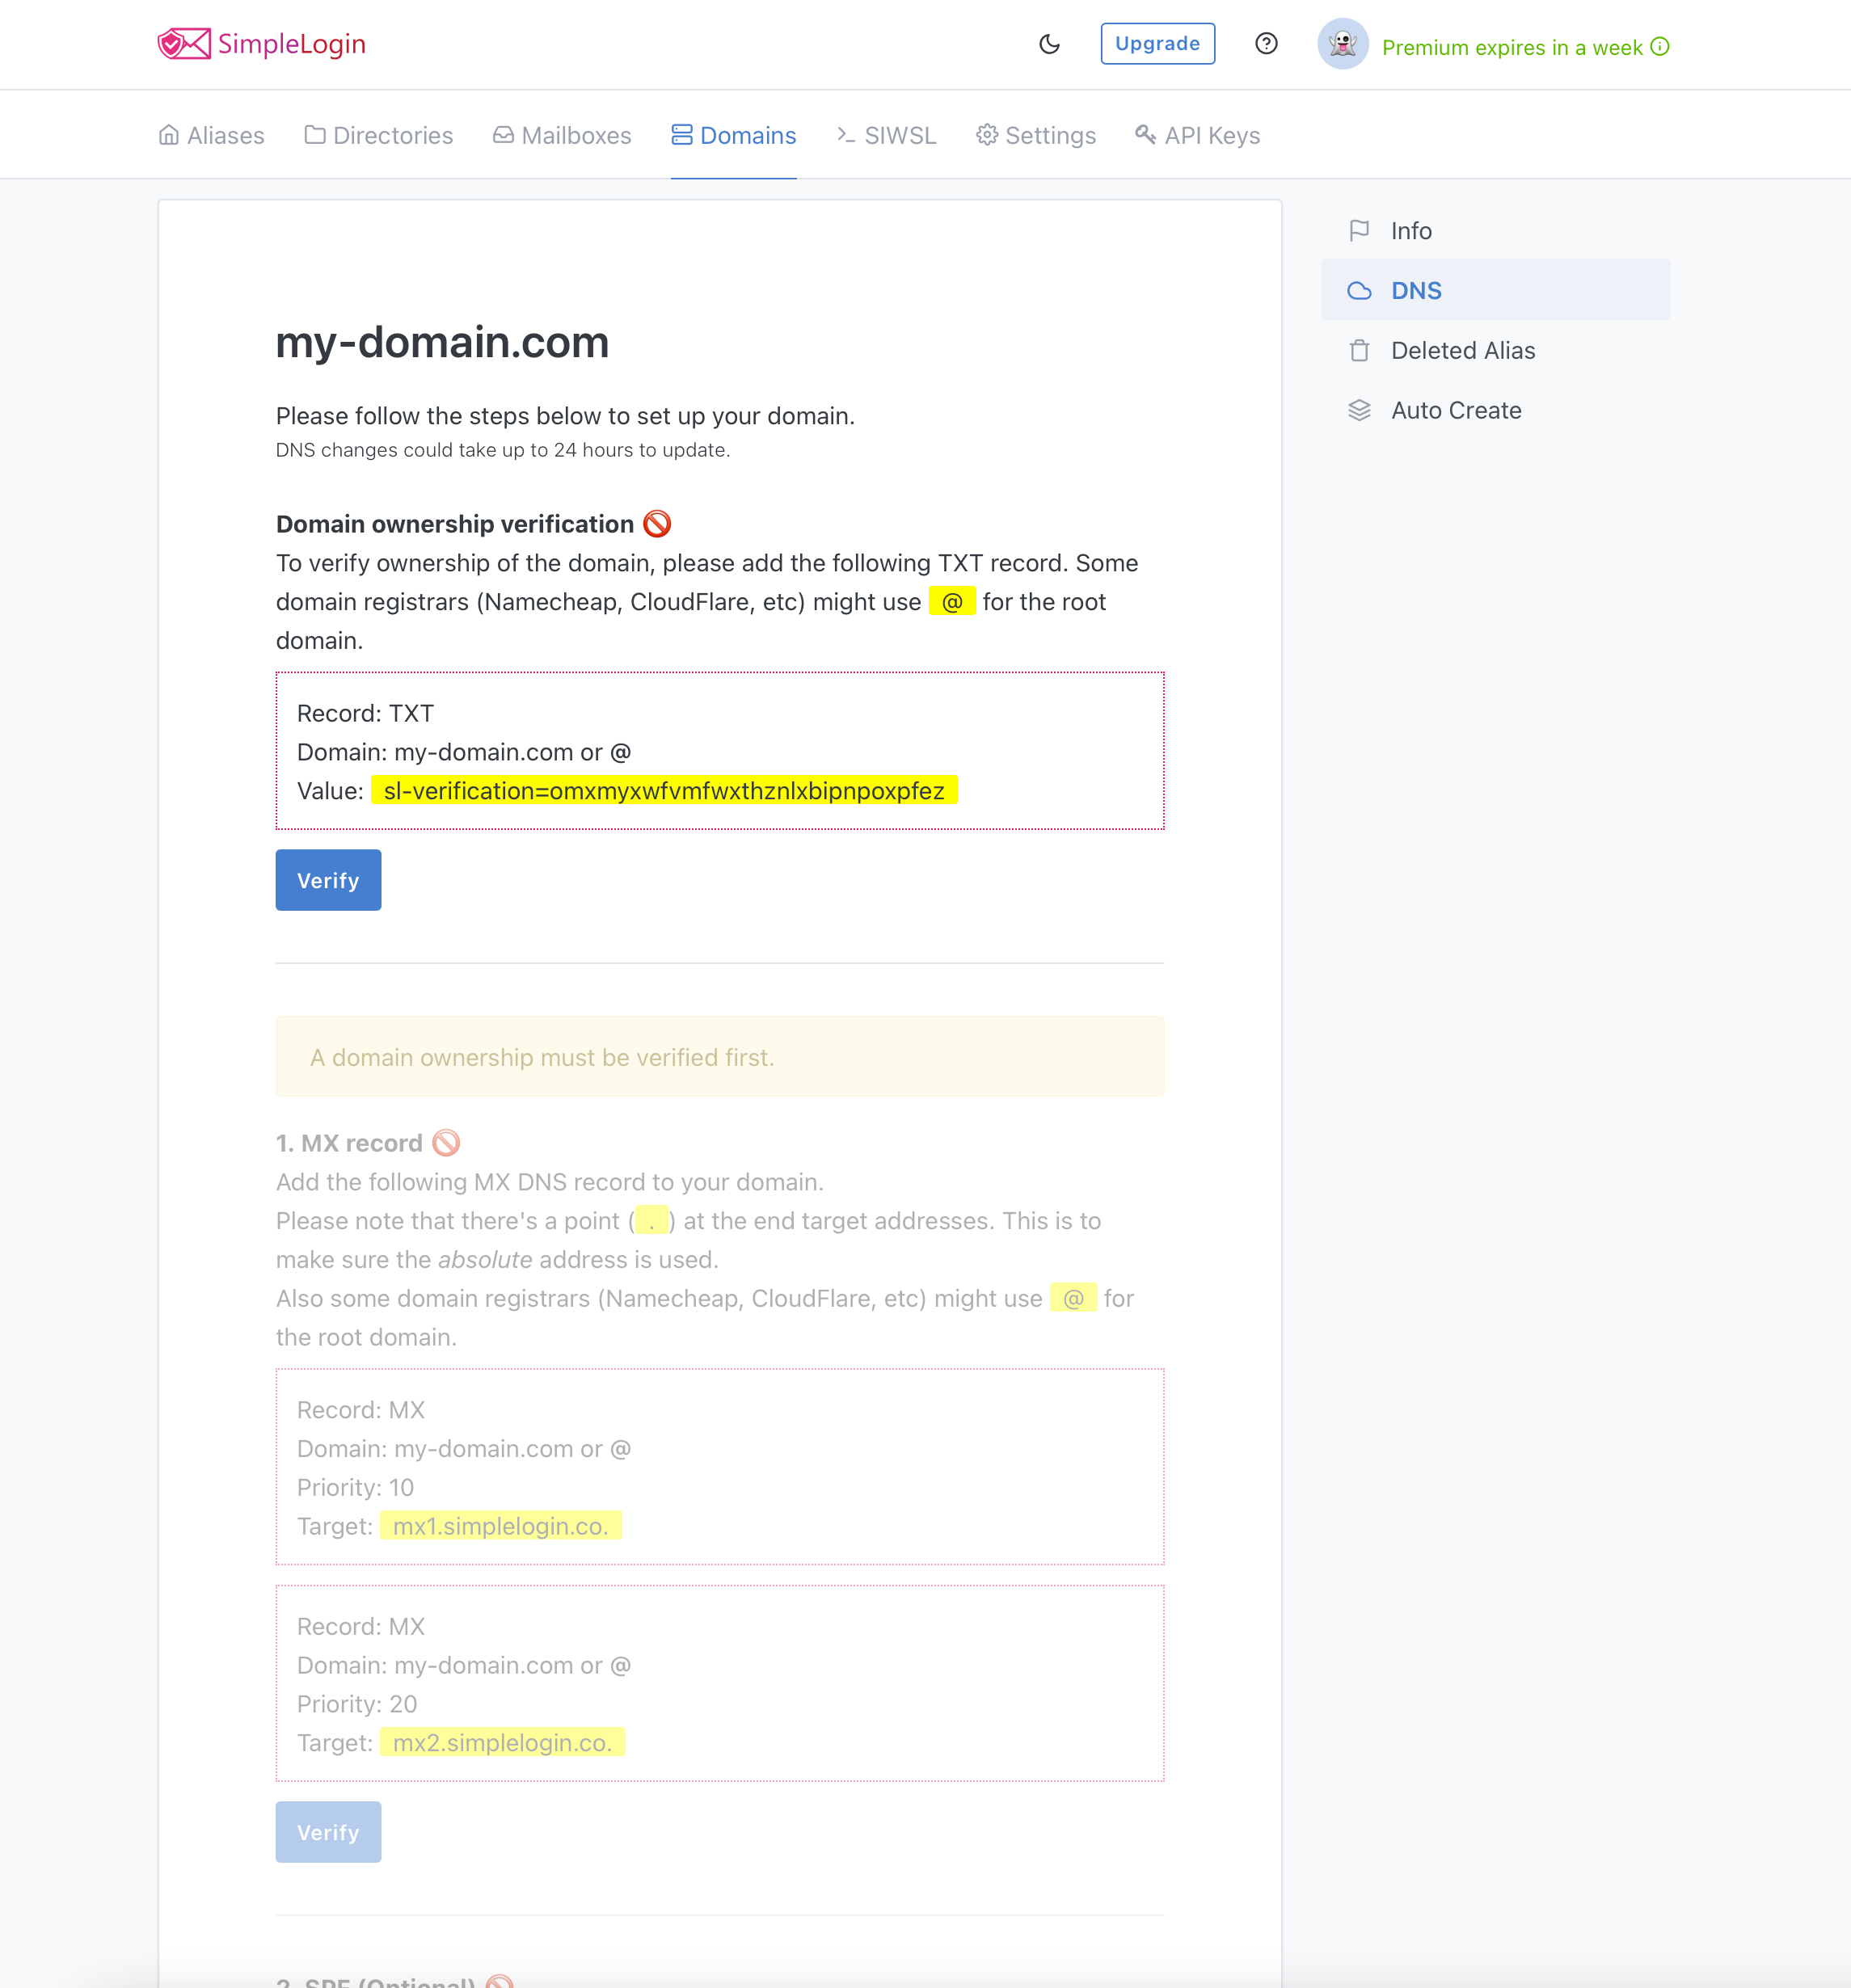 SimpleLogin
Upgrade
Premium expires in a week
Aliases
Directories
Mailboxes
Domains
SIWSL
Settings
API Keys
Info
DNS
Deleted Alias
Auto Create
my-domain.com
Please follow the steps below to set up your domain.
DNS changes could take up to 24 hours to update.
Domain ownership verification 🚫
To verify ownership of the domain, please add the following TXT record. Some
domain registrars (Namecheap, CloudFlare, etc) might use @ for the root
domain.
Record: TXT
Domain: my-domain.com or @
Value: sl-verification=omxmyxwfvmfwxthznlxbipnpoxpfez
Verify
A domain ownership must be verified first.
1. MX record 🚫
Add the following MX DNS record to your domain.
Please note that there's a point ( . ) at the end target addresses. This is to
make sure the absolute address is used.
Also some domain registrars (Namecheap, CloudFlare, etc) might use @ for
the root domain.
Record: MX
Domain: my-domain.com or @
Priority: 10
Target: mx1.simplelogin.co.
Record: MX
Domain: my-domain.com or @
Priority: 20
Target: mx2.simplelogin.co.
Verify
2. SPF (Optional) 🚫